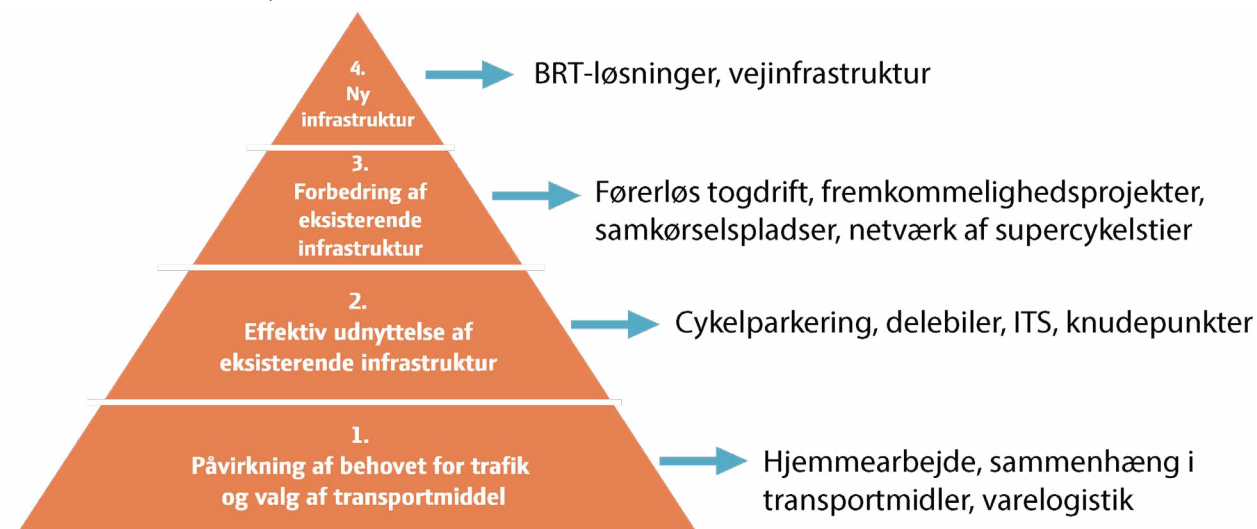 4.
Ny
infrastruktur
BRT-løsninger, vejinfrastruktur
3.
Forbedring af
eksisterende
infrastruktur
Førerløs togdrift, fremkommelighedsprojekter,
samkørselspladser, netværk af supercykelstier
2.
Effektiv udnyttelse af
eksisterende infrastruktur
Cykelparkering, delebiler, ITS, knudepunkter
1.
Påvirkning af behovet for trafik
og valg af transportmiddel
Hjemmearbejde, sammenhæng i
transportmidler, varelogistik